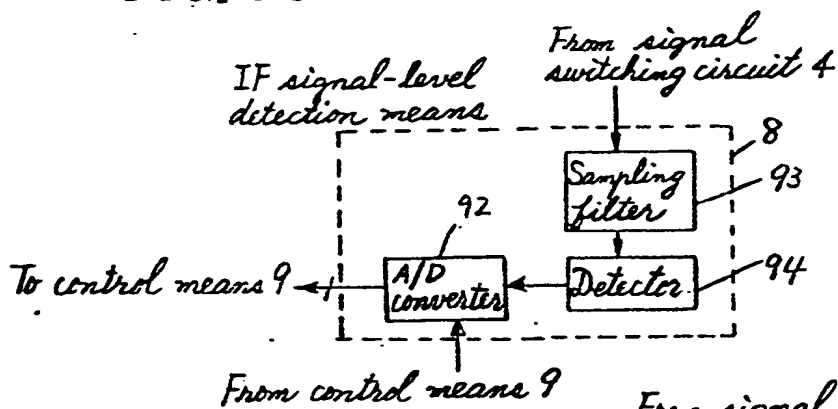 From signal
switching circuit 4
IF signal-level
detection means
8
Sampling
filter
93
92
A/D
converter
Detector
94
To control means 9
From control means 9
signal